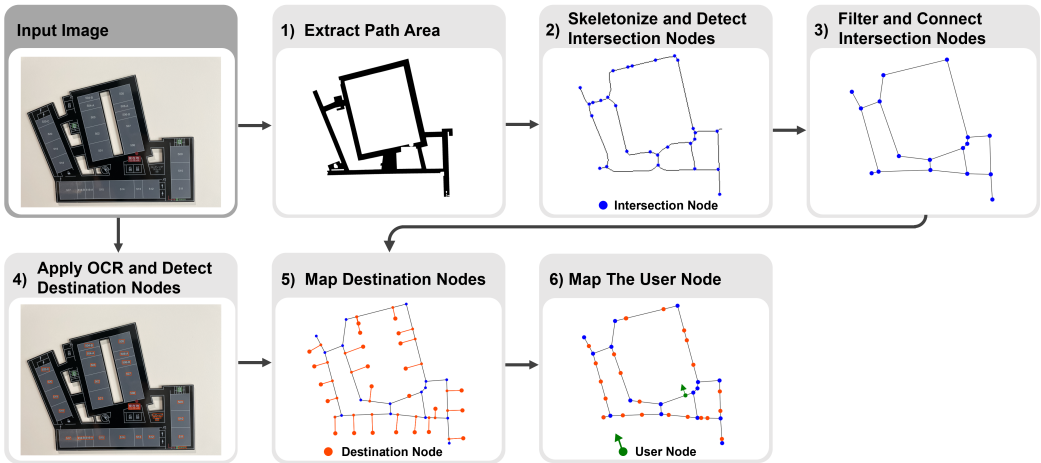 Input Image
1) Extract Path Area
2) Skeletonize and Detect
Intersection Nodes
Intersection Node
3) Filter and Connect
Intersection Nodes
4) Apply OCR and Detect
Destination Nodes
5) Map Destination Nodes
Destination Node
6) Map The User Node
User Node